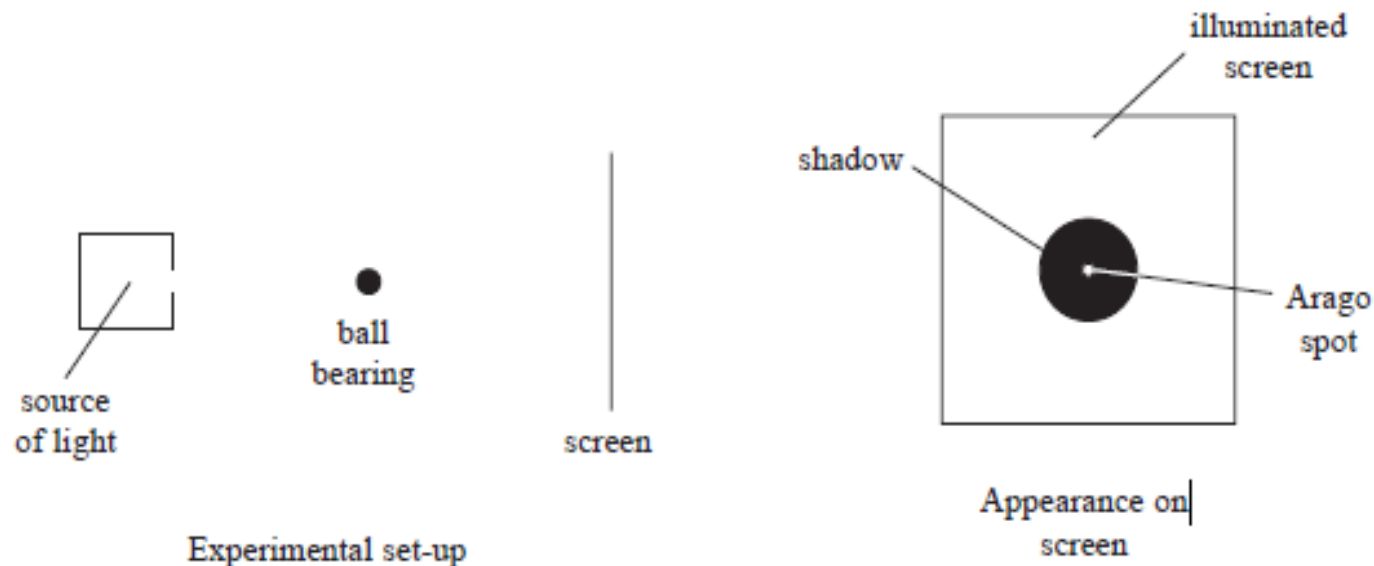 illuminated
screen
shadow
Arago
spot
ball
bearing
source
of light
screen
Appearance on
screen
Experimental set-up